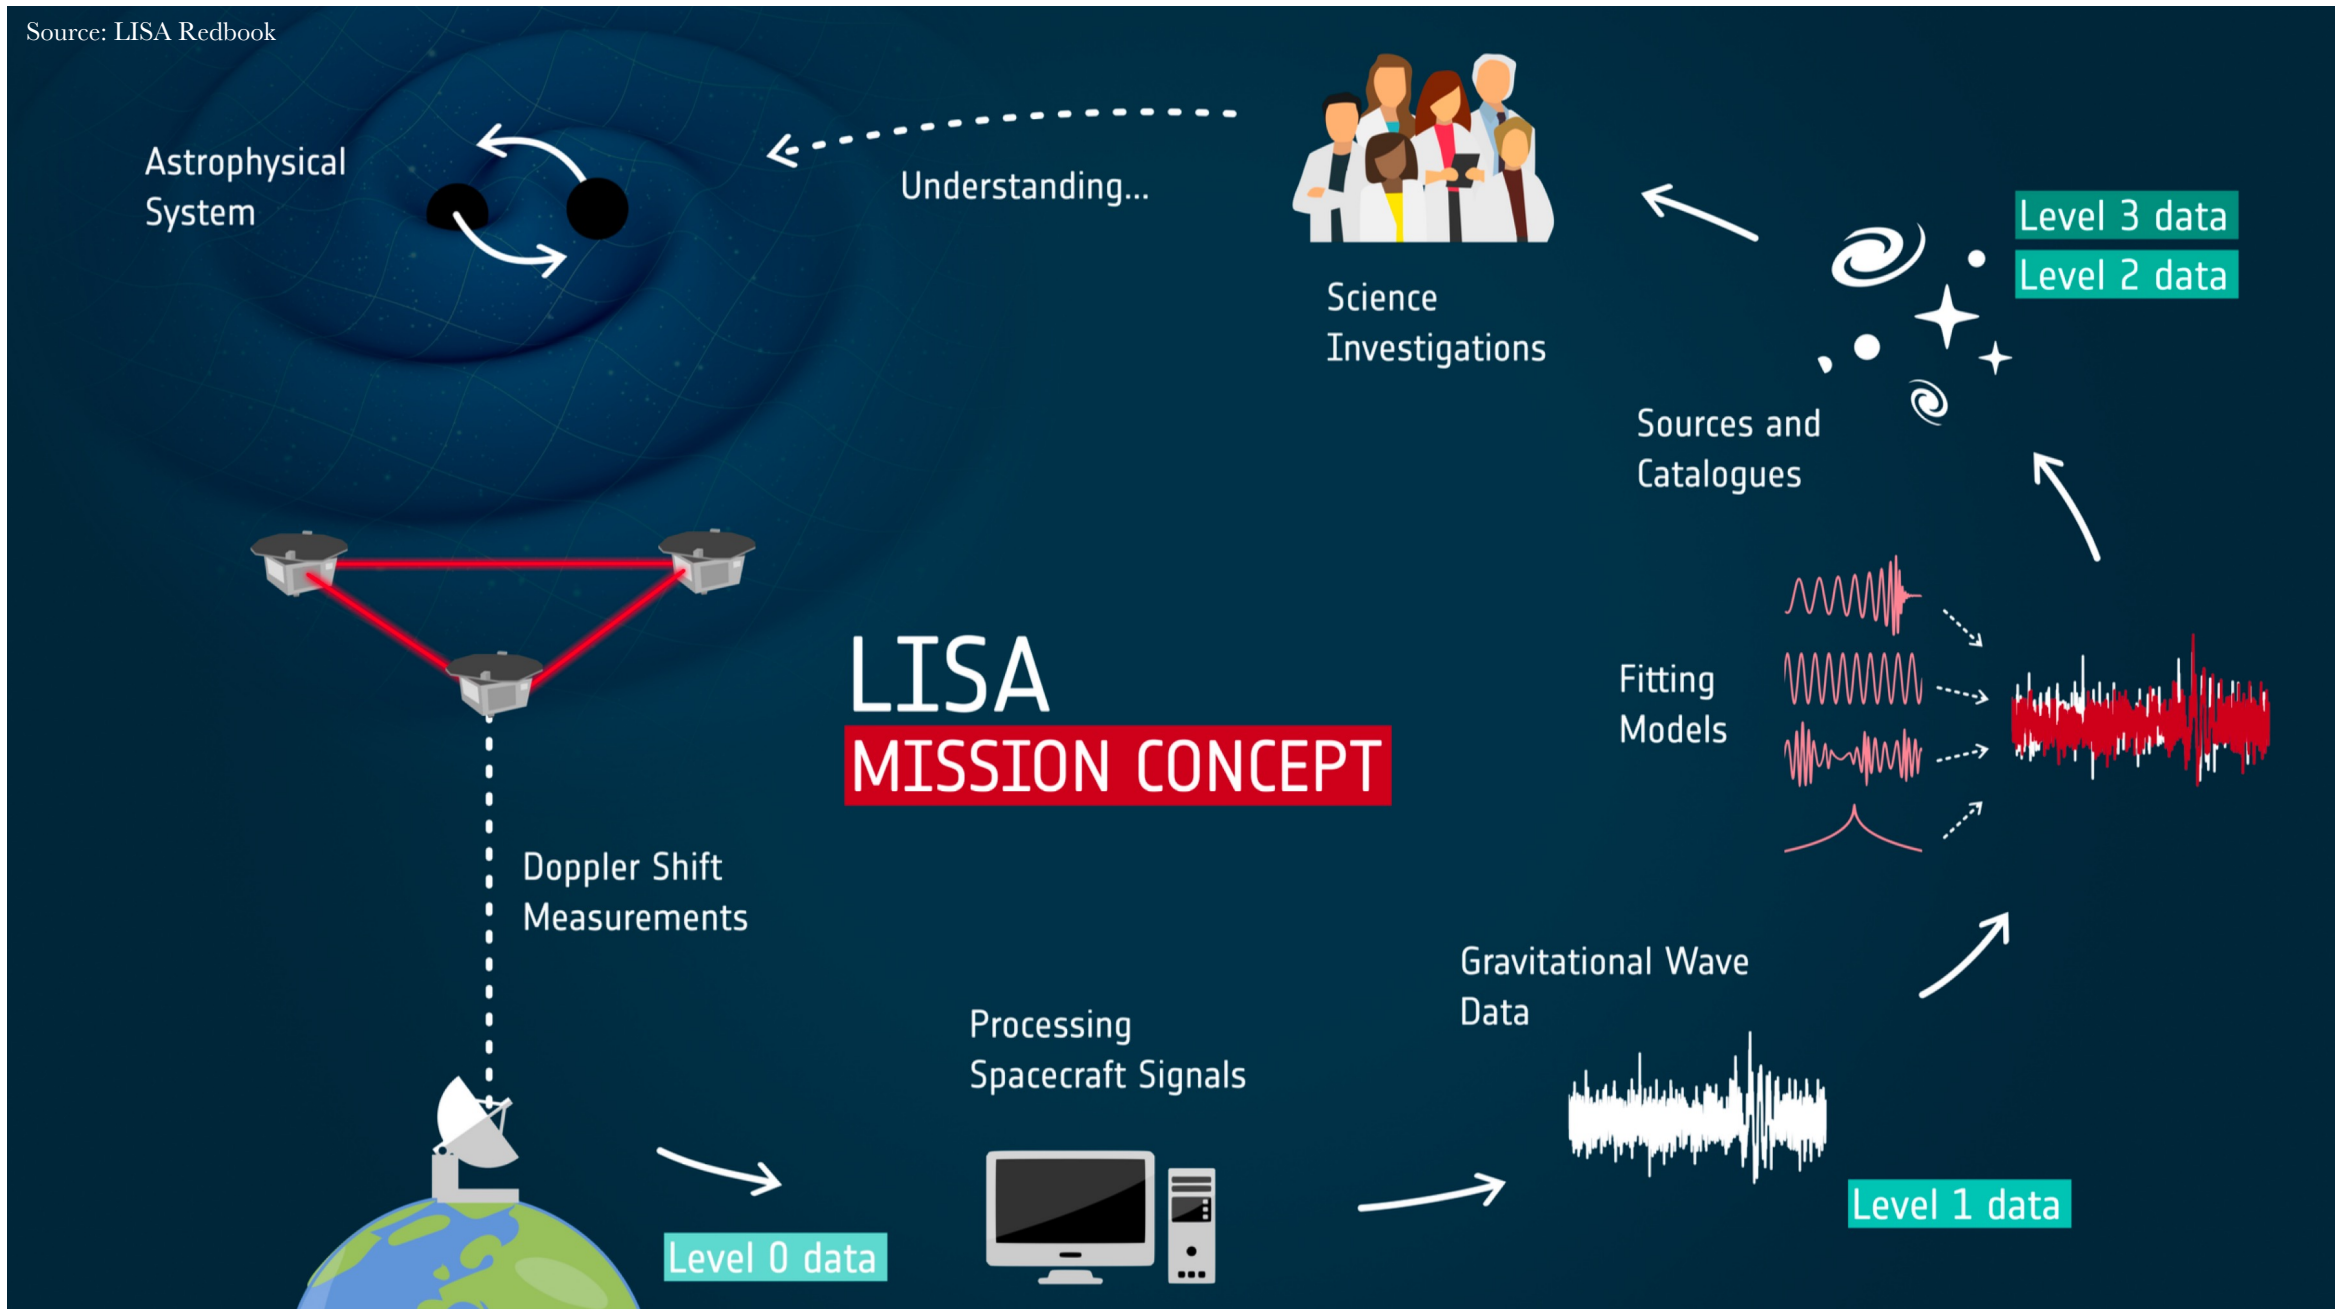 Source: LISA Redbook
Astrophysical
System
Understanding...
Science
Investigations
Level 3 data
Level 2 data
Sources and
Catalogues
Fitting
Models
LISA
MISSION CONCEPT
Doppler Shift
Measurements
Gravitational Wave
Data
Processing
Spacecraft Signals
Level 1 data
Level 0 data